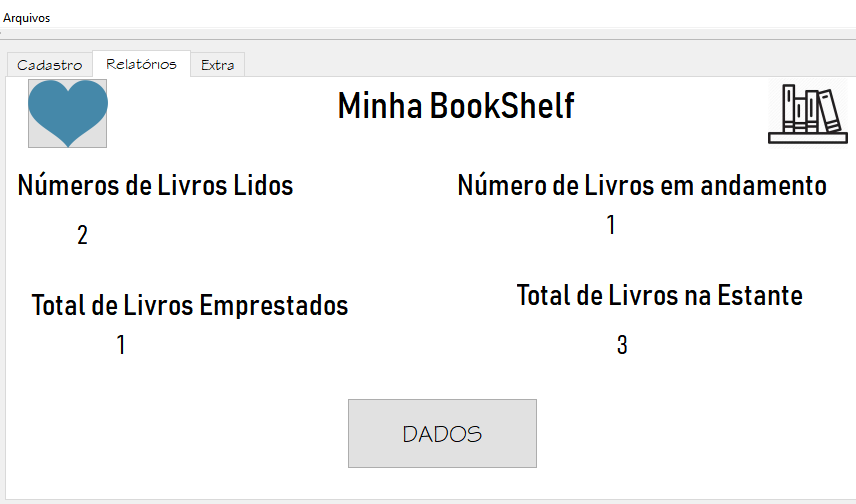 Arquivos
Cadastro Relatórios Extra
Minha BookShelf
Números de Livros Lidos
2
Número de Livros em andamento
1
Total de Livros Emprestados
1
Total de Livros na Estante
3
DADOS